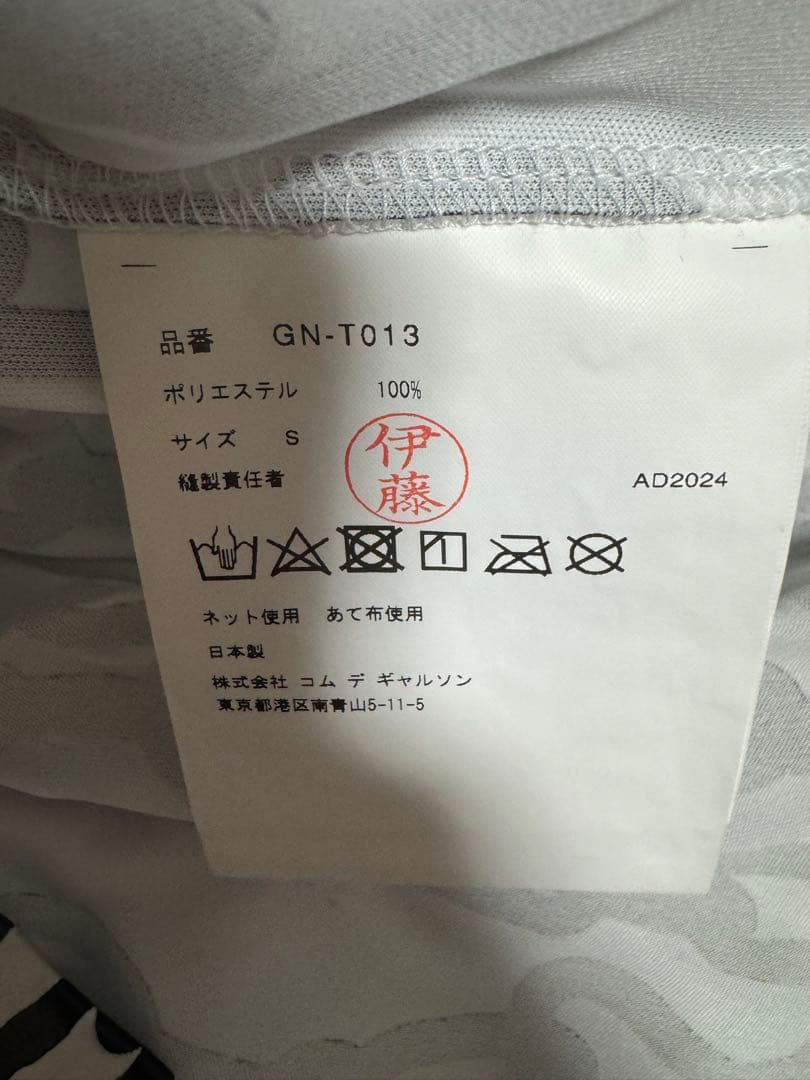 品番 GN-T013
ポリエステル 100%
サイズ S
伊藤
縫製責任者 AD2024
ネット使用 あて布使用
日本製
株式会社 コム デ ギャルソン
東京都港区南青山5-11-5